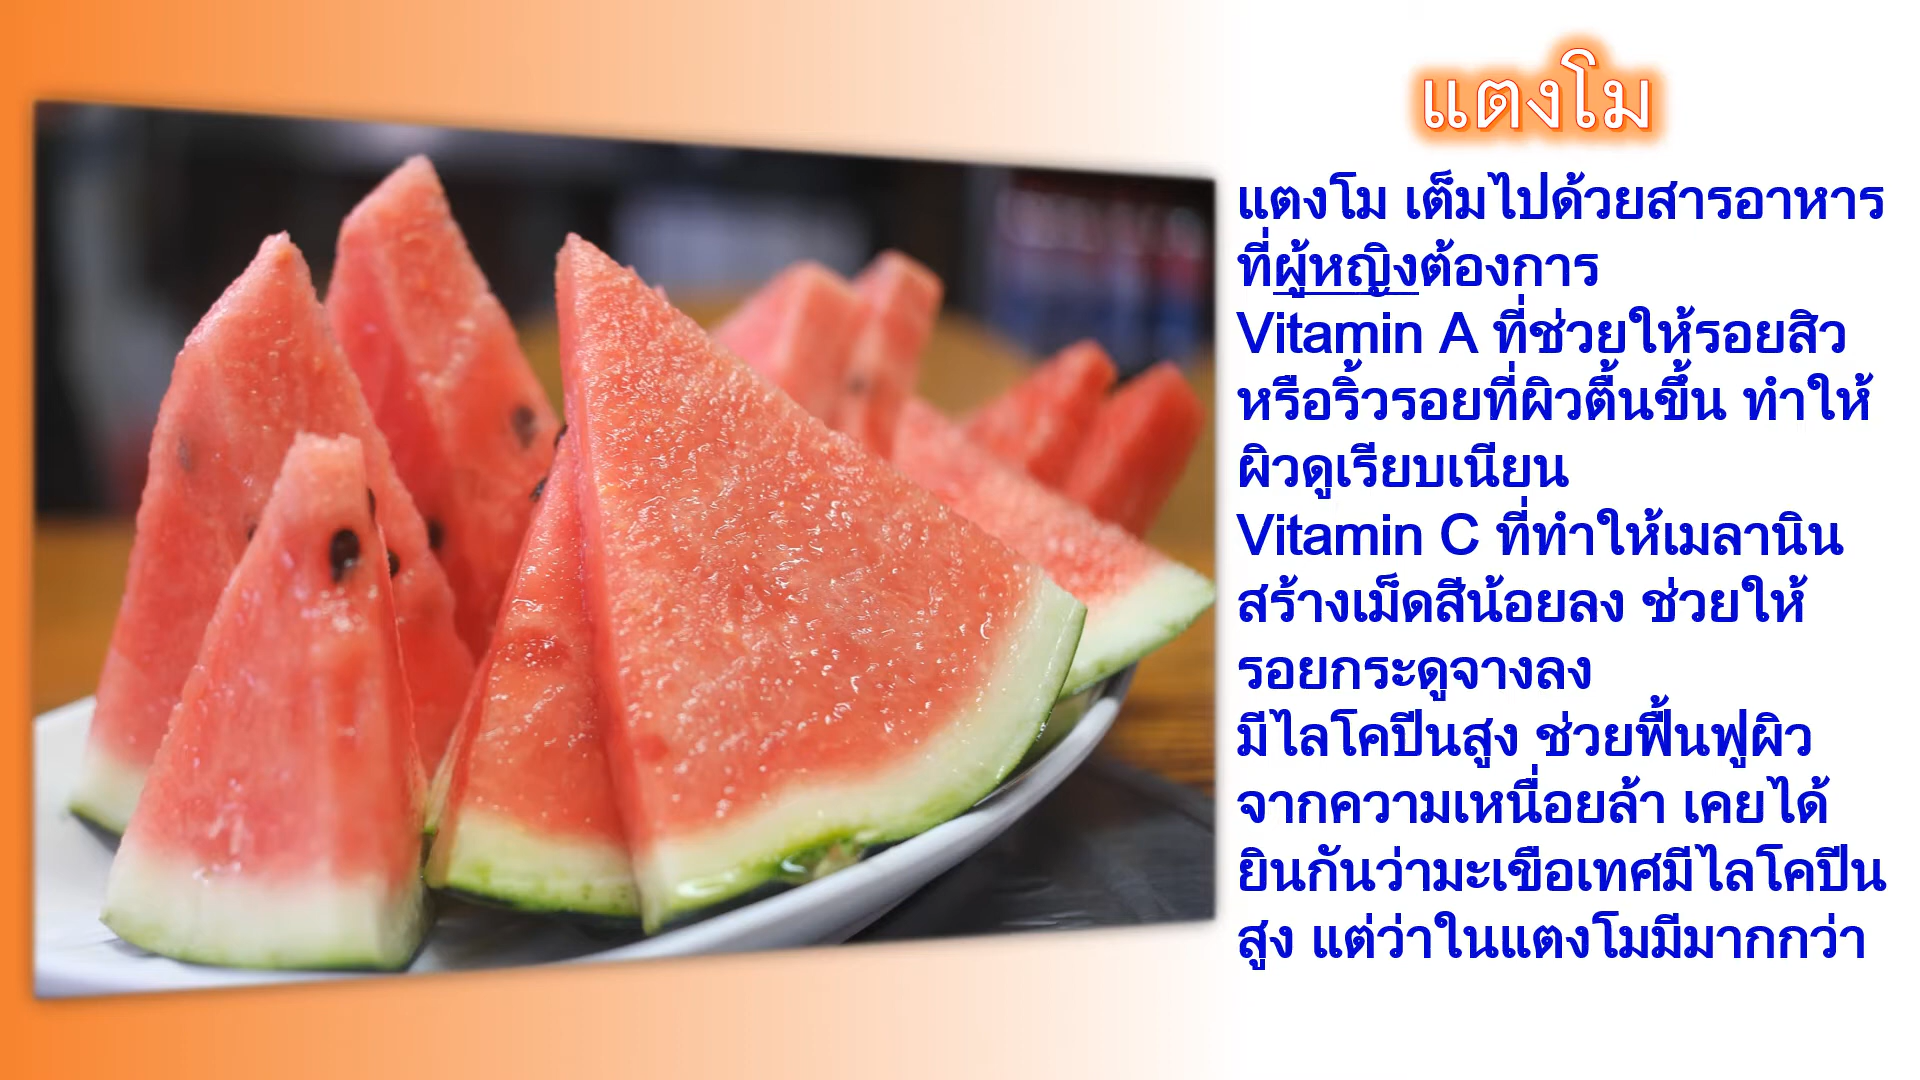 แตงโม
แตงโม เต็มไปด้วยสารอาหาร
ที่ผู้หญิงต้องการ
Vitamin A ที่ช่วยให้รอยสิว
หรือริ้วรอยที่ผิวตื้นขึ้น ทำให้
ผิวดูเรียบเนียน
Vitamin C ที่ทำให้เมลานิน
สร้างเม็ดสีน้อยลง ช่วยให้
รอยกระดูจางลง
มีไลโคปีนสูง ช่วยฟื้นฟูผิว
จากความเหนื่อยล้า เคยได้
ยินกันว่ามะเขือเทศมีไลโคปีน
สูง แต่ว่าในแตงโมมีมากกว่า